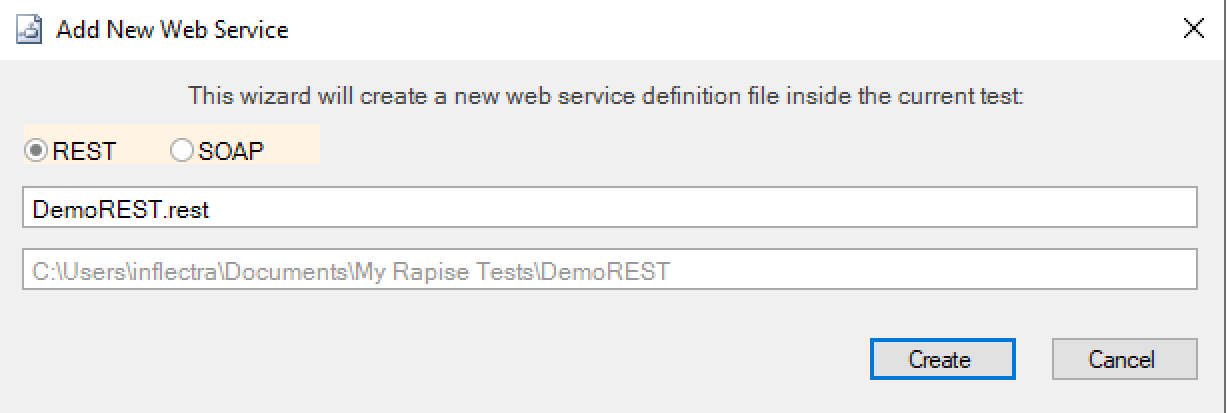 Add New Web Service
This wizard will create a new web service definition file inside the current test:
REST SOAP
DemoREST.rest
C:\Users\inflectra\Documents\My Rapise Tests\DemoREST
Create Cancel